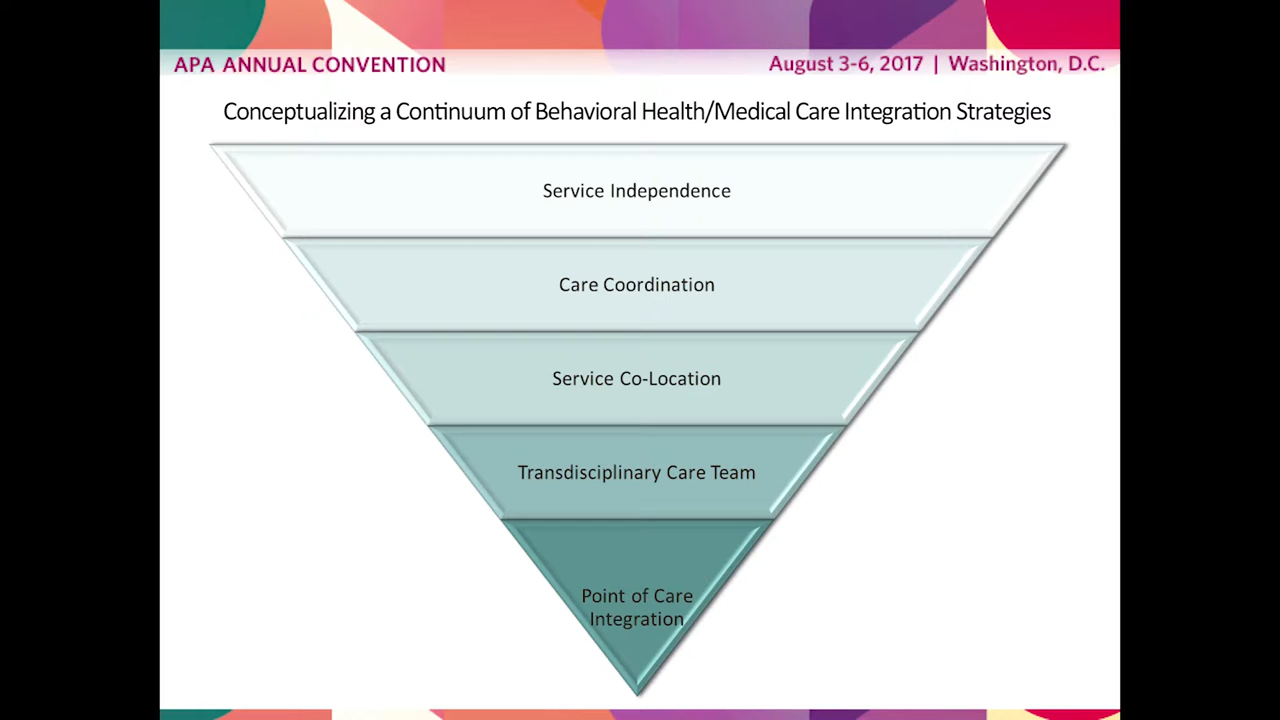 APA ANNUAL CONVENTION
August 3-6, 2017 | Washington, D.C.
Conceptualizing a Continuum of Behavioral Health/Medical Care Integration Strategies
Service Independence
Care Coordination
Service Co-Location
Transdisciplinary Care Team
Point of Care
Integration